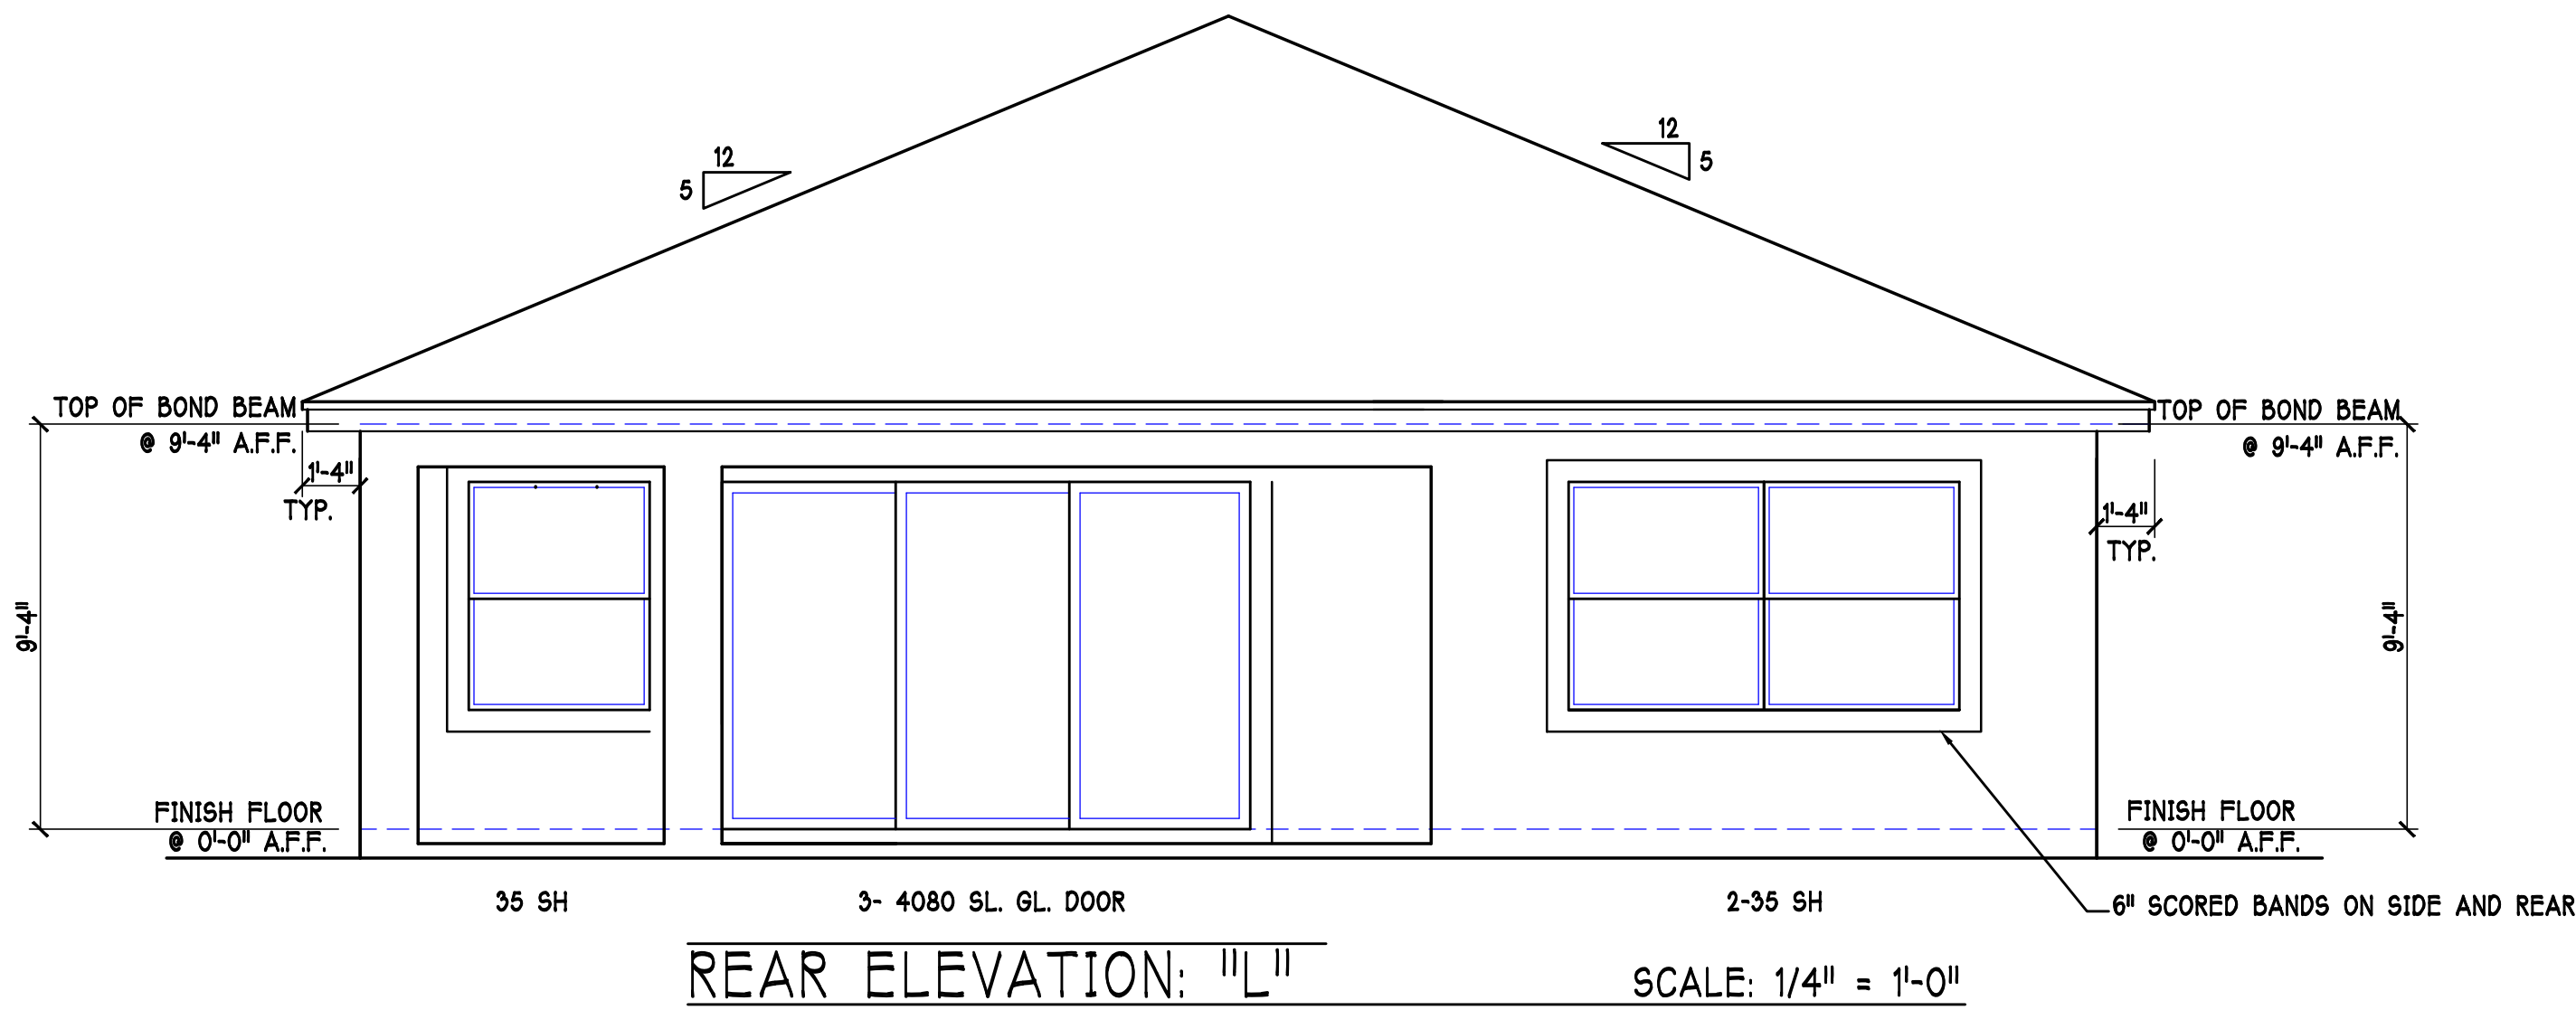 12
5
12
5
TOP OF BOND BEAM
@ 9'-4" A.F.F.
1'-4"
TYP.
TOP OF BOND BEAM
@ 9'-4" A.F.F.
1'-4"
TYP.
9'-4"
9'-4"
FINISH FLOOR
@ 0'-0" A.F.F.
FINISH FLOOR
@ 0'-0" A.F.F.
35 SH
3- 4080 SL. GL. DOOR
2-35 SH
6" SCORED BANDS ON SIDE AND REAR
REAR ELEVATION: "L"
SCALE: 1/4" = 1'-0"